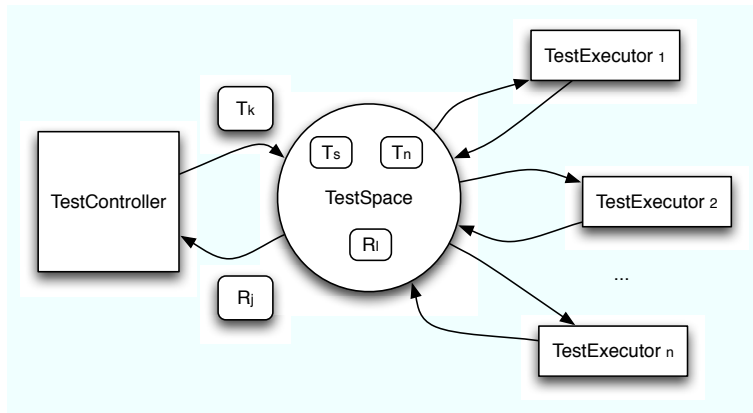 TestExecutor 1
Tk
Ts
Tn
TestController
TestSpace
TestExecutor 2
Rl
...
Rj
TestExecutor n